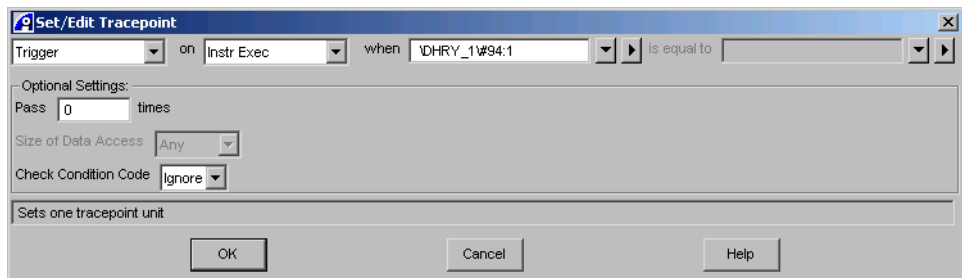 Set/Edit Tracepoint
Trigger on Instr Exec when \DHRY_1\#94:1 is equal to
Optional Settings:
Pass 0 times
Size of Data Access Any
Check Condition Code Ignore
Sets one tracepoint unit
OK Cancel Help